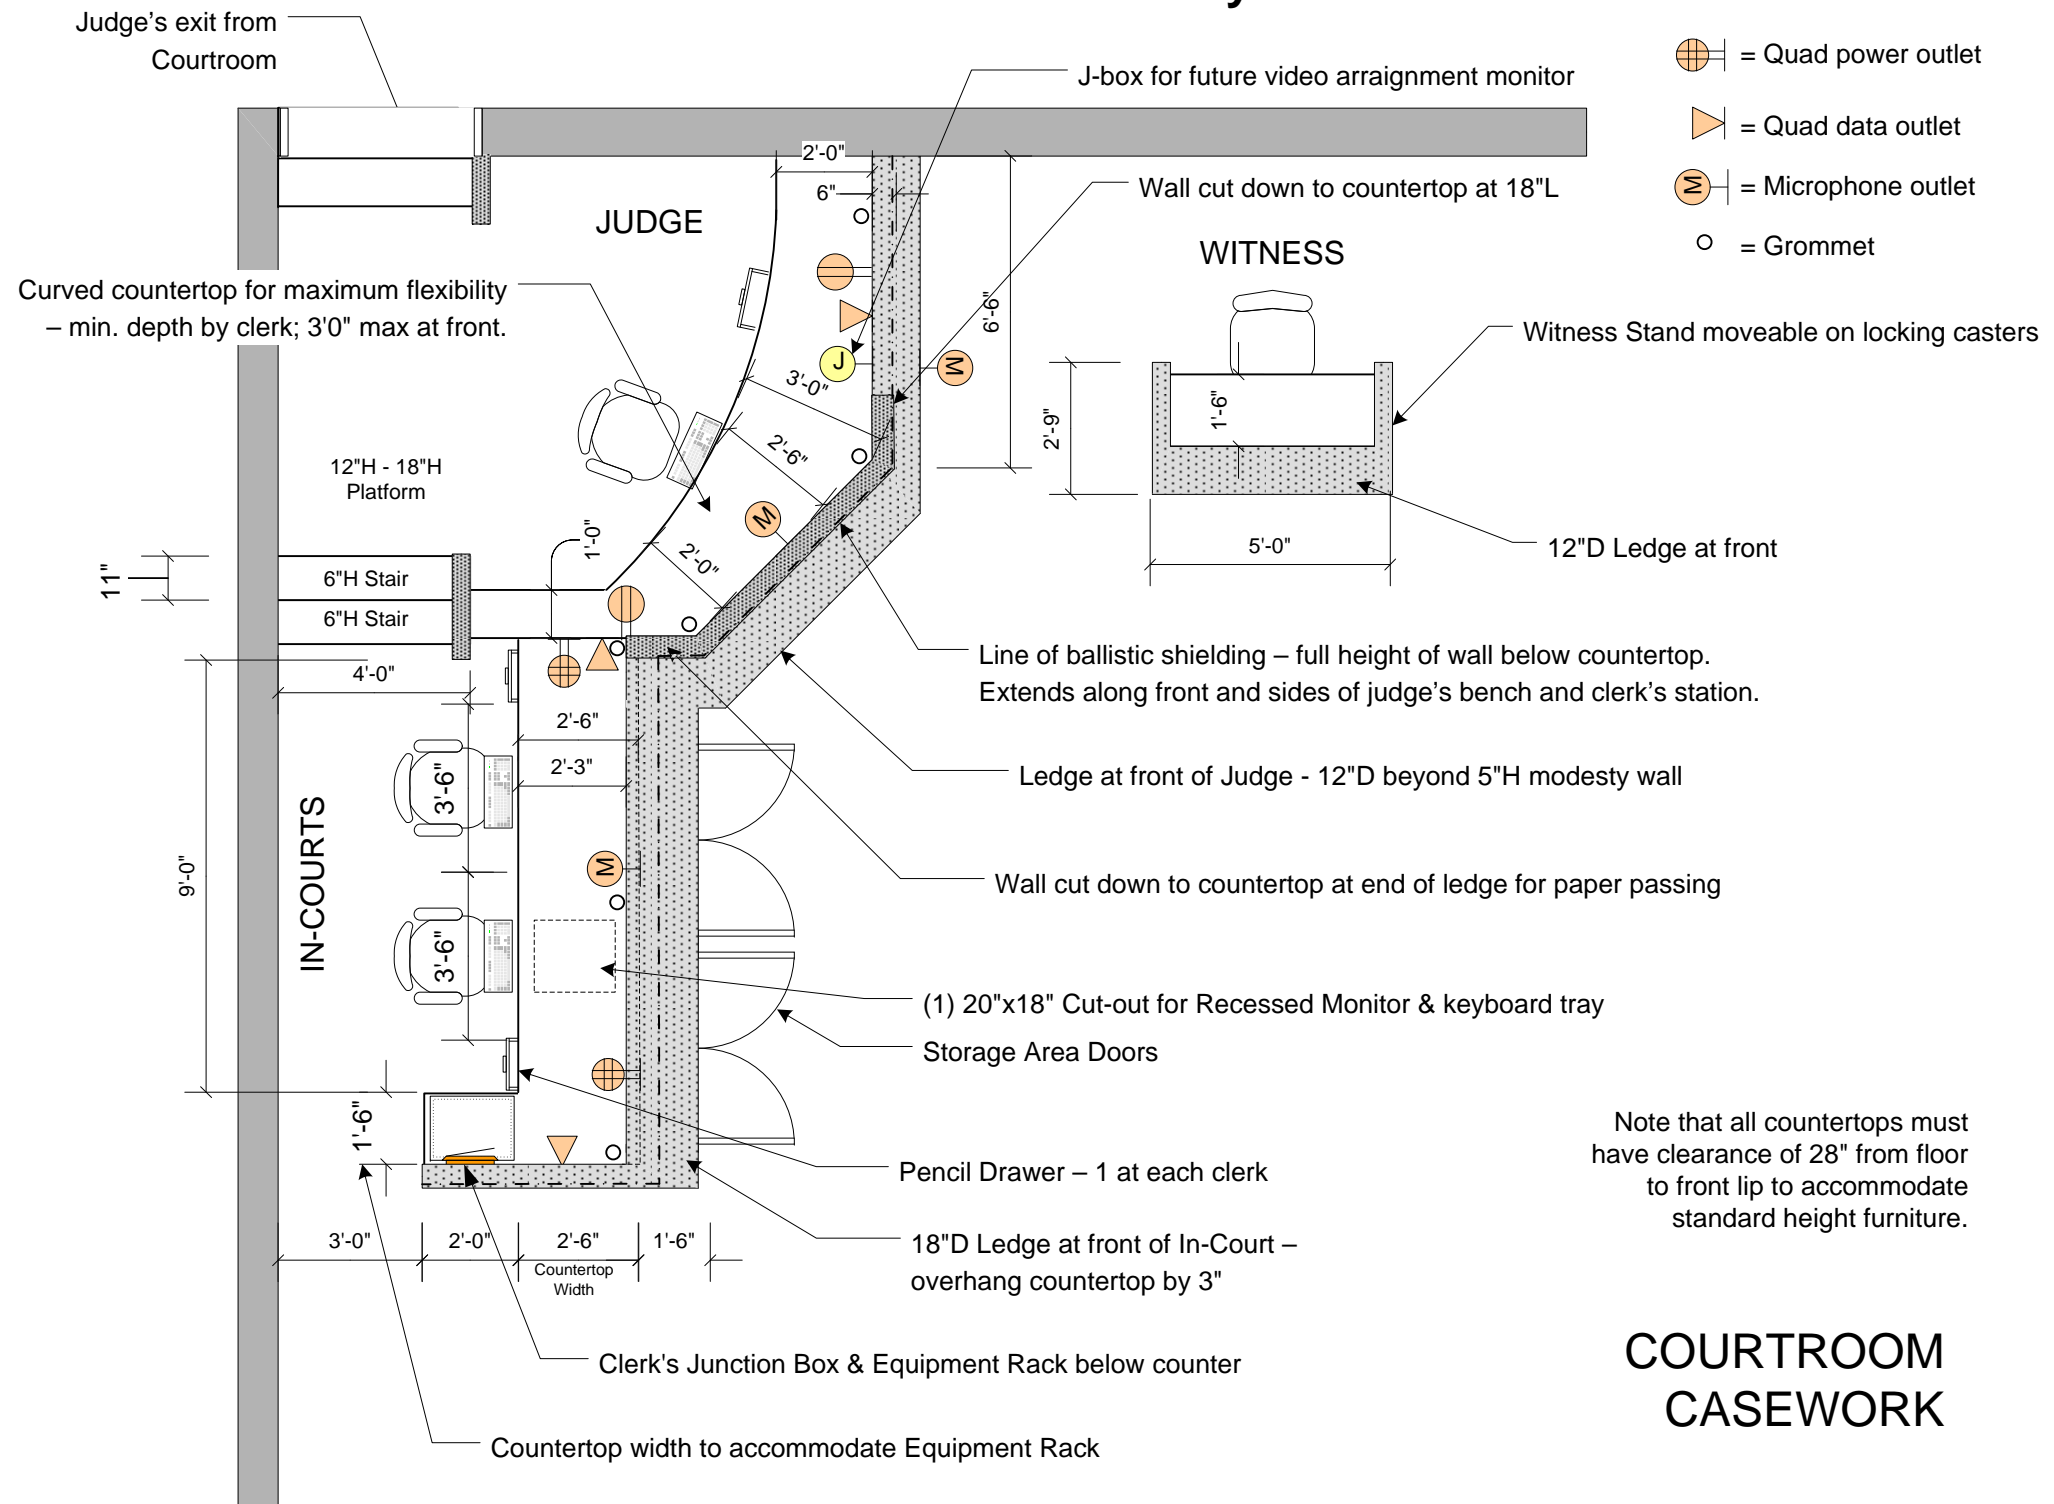 y
Judge’s exit from
Courtroom
J-box for future video arraignment monitor
= Quad power outlet
= Quad data outlet
M
= Microphone outlet
= Grommet
2'-0"
6"
Wall cut down to countertop at 18"L
JUDGE
WITNESS
Curved countertop for maximum flexibility
– min. depth by clerk; 3'0" max at front.
6'-6"
J
M
Witness Stand moveable on locking casters
3'-0"
1'-6"
2'-9"
2'-6"
12"H - 18"H
Platform
M
5'-0"
12"D Ledge at front
1'-0"
2'-0"
11"
6"H Stair
6"H Stair
Line of ballistic shielding – full height of wall below countertop.
Extends along front and sides of judge’s bench and clerk’s station.
4'-0"
2'-6"
2'-3"
Ledge at front of Judge - 12"D beyond 5"H modesty wall
3'-6"
IN-COURTS
9'-0"
M
Wall cut down to countertop at end of ledge for paper passing
3'-6"
(1) 20"x18" Cut-out for Recessed Monitor & keyboard tray
Storage Area Doors
1'-6"
Note that all countertops must
have clearance of 28" from floor
to front lip to accommodate
standard height furniture.
Pencil Drawer – 1 at each clerk
3'-0"
2'-0"
2'-6"
1'-6"
Countertop
Width
18"D Ledge at front of In-Court –
overhang countertop by 3"
Clerk's Junction Box & Equipment Rack below counter
Countertop width to accommodate Equipment Rack
COURTROOM
CASEWORK